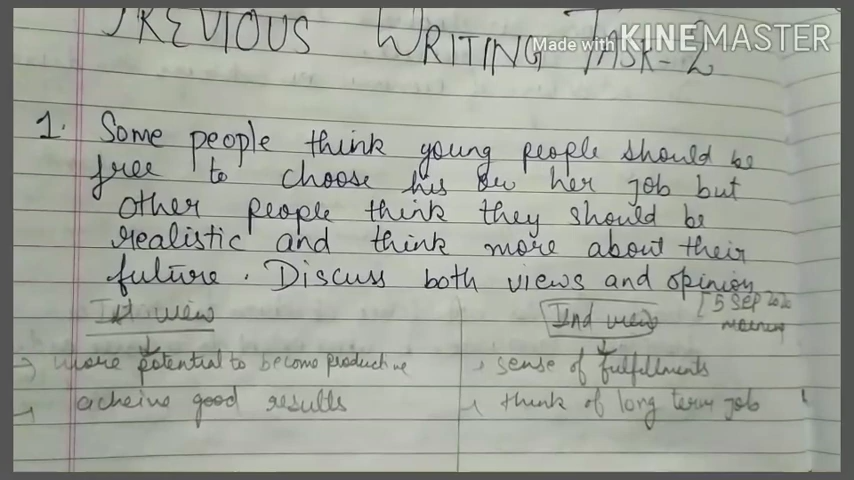 PREVIOUS WRITING TASK-2
Made with KINEMASTER
1. Some people think young people should be
free to choose his or her job but
other people think they should be
realistic and think more about their
future. Discuss both views and opinion
[5 SEP 2020
Ist view
IInd view
→ more potential to become productive
→ acheive good results
sense of fulfillments
think of long term job